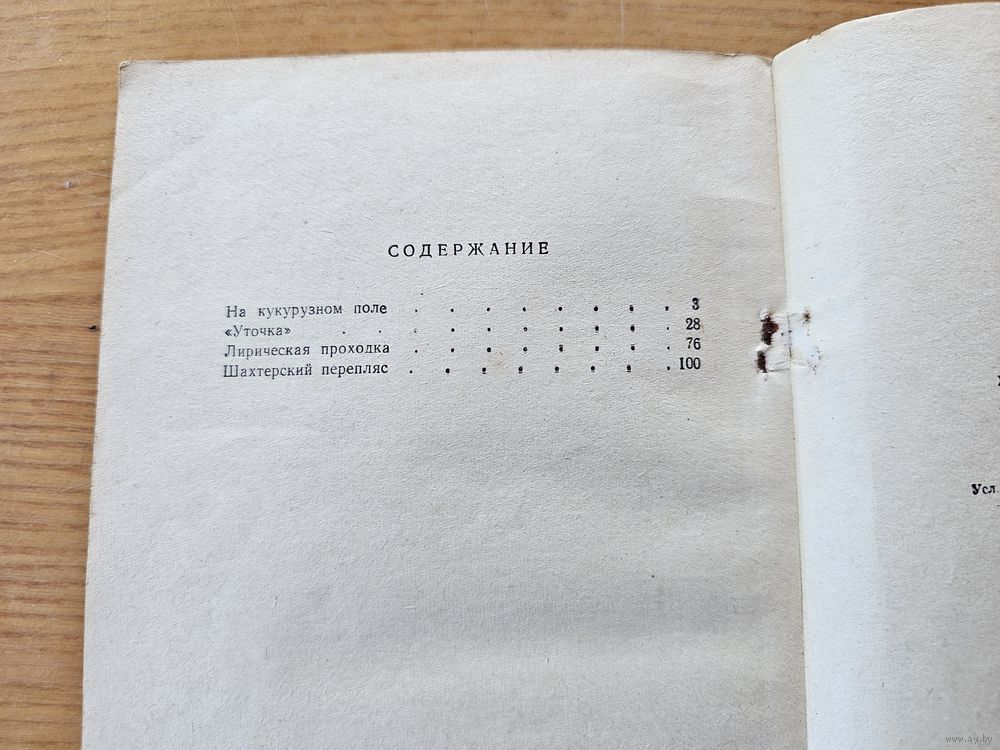 СОДЕРЖАНИЕ
На кукурузном поле . . . . . . . . 3
«Уточка» . . . . . . . . . 28
Лирическая проходка . . . . . . . . 76
Шахтерский перепляс . . . . . . . . 100
Усл.
www.ay.by